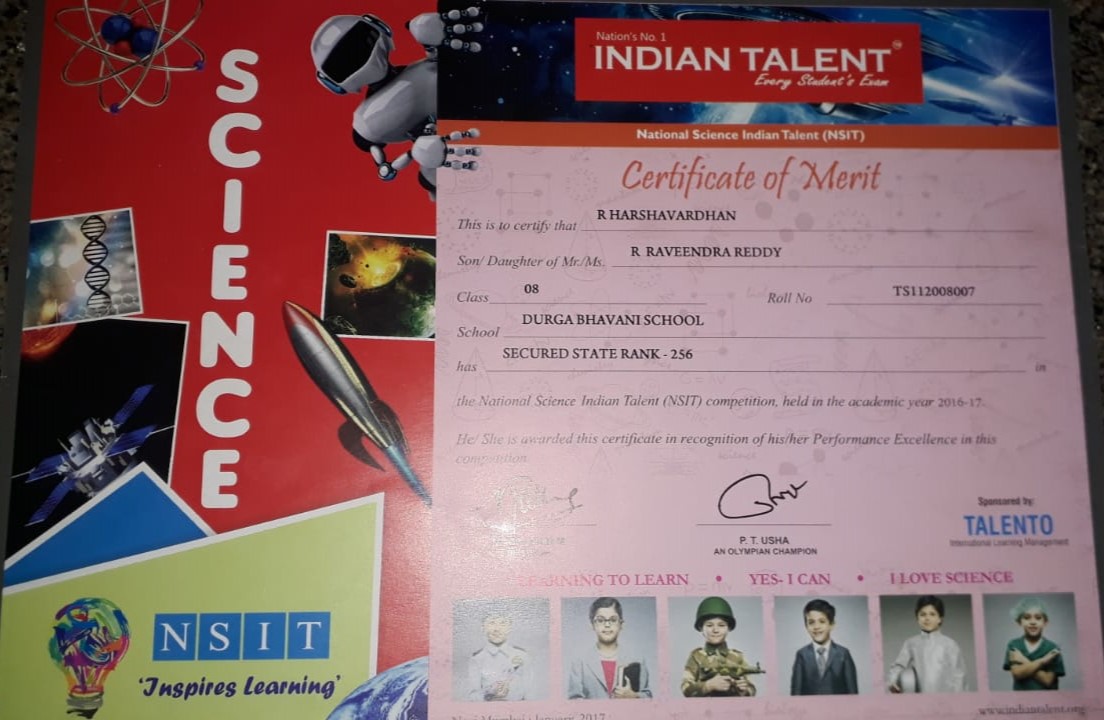 SCIENCE
NSIT
'Inspires Learning'
Nation's No. 1
INDIAN TALENT™
Every Student's Exam
National Science Indian Talent (NSIT)
Certificate of Merit
This is to certify that R HARSHAVARDHAN
Son/ Daughter of Mr./Ms. R RAVEENDRA REDDY
Class 08 Roll No TS112008007
School DURGA BHAVANI SCHOOL
has SECURED STATE RANK - 256 in
the National Science Indian Talent (NSIT) competition, held in the academic year 2016-17.
He/ She is awarded this certificate in recognition of his/her Performance Excellence in this
competition.
P. T. USHA
AN OLYMPIAN CHAMPION
Sponsored by:
TALENTO
International Learning Management
LEARNING TO LEARN • YES- I CAN • I LOVE SCIENCE
Navi Mumbai | January, 2017
www.indiantalent.org